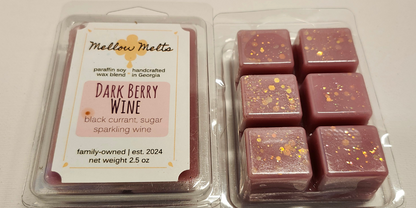 Mellow Melts
paraffin soy handcrafted
wax blend in Georgia
DARK BERRY
WINE
black currant, sugar
sparkling wine
family-owned | est. 2024
net weight 2.5 oz